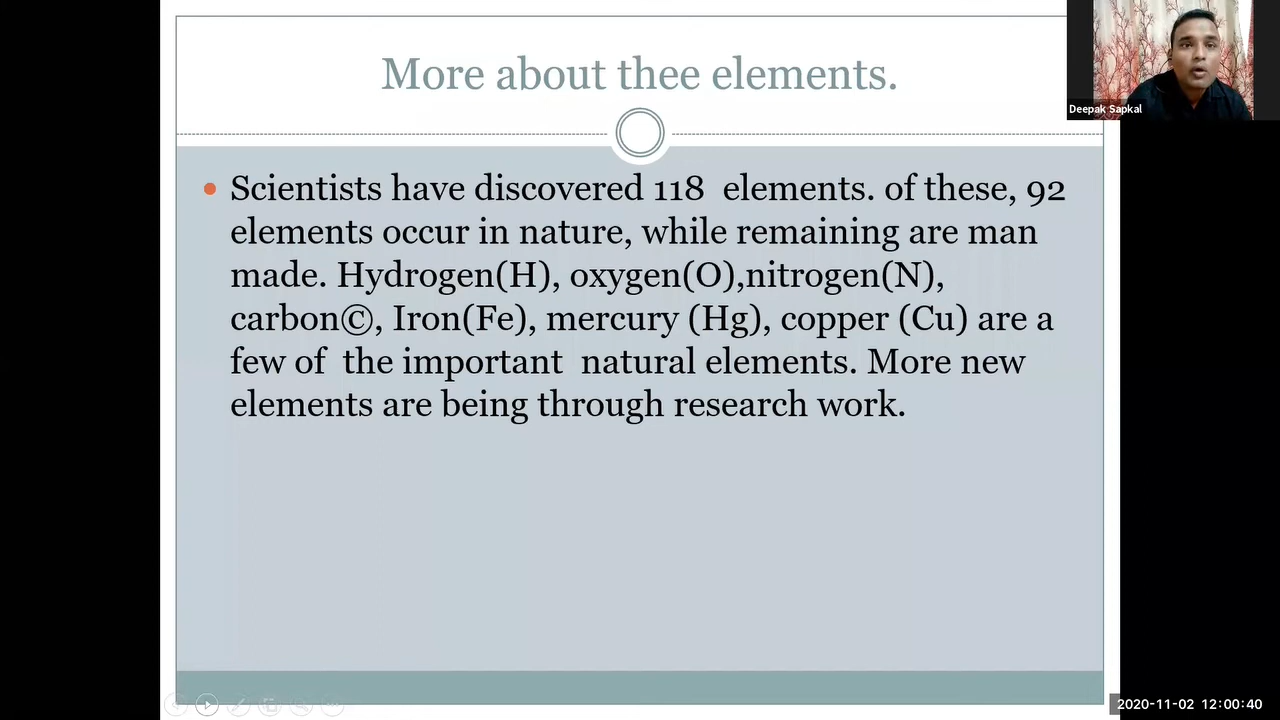 More about thee elements.
Deepak Sapkal
• Scientists have discovered 118  elements. of these, 92
elements occur in nature, while remaining are man
made. Hydrogen(H), oxygen(O),nitrogen(N),
carbon©, Iron(Fe), mercury (Hg), copper (Cu) are a
few of  the important  natural elements. More new
elements are being through research work.
2020-11-02 12:00:40